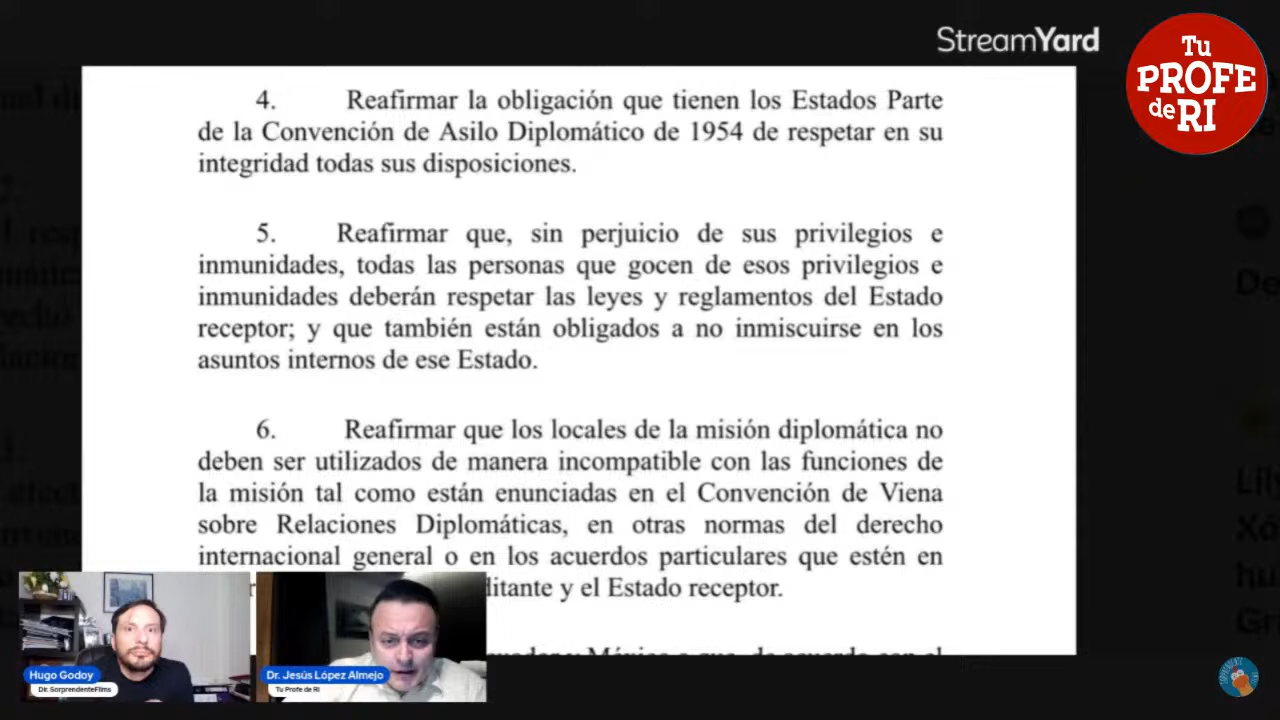 StreamYard
Tu
PROFE
de RI
4. Reafirmar la obligación que tienen los Estados Parte
de la Convención de Asilo Diplomático de 1954 de respetar en su
integridad todas sus disposiciones.
5. Reafirmar que, sin perjuicio de sus privilegios e
inmunidades, todas las personas que gocen de esos privilegios e
inmunidades deberán respetar las leyes y reglamentos del Estado
receptor; y que también están obligados a no inmiscuirse en los
asuntos internos de ese Estado.
6. Reafirmar que los locales de la misión diplomática no
deben ser utilizados de manera incompatible con las funciones de
la misión tal como están enunciadas en el Convención de Viena
sobre Relaciones Diplomáticas, en otras normas del derecho
internacional general o en los acuerdos particulares que estén en
ditante y el Estado receptor.
Hugo Godoy
Dir. SorprendenteFilms
Dr. Jesús López Almejo
Tu Profe de RI